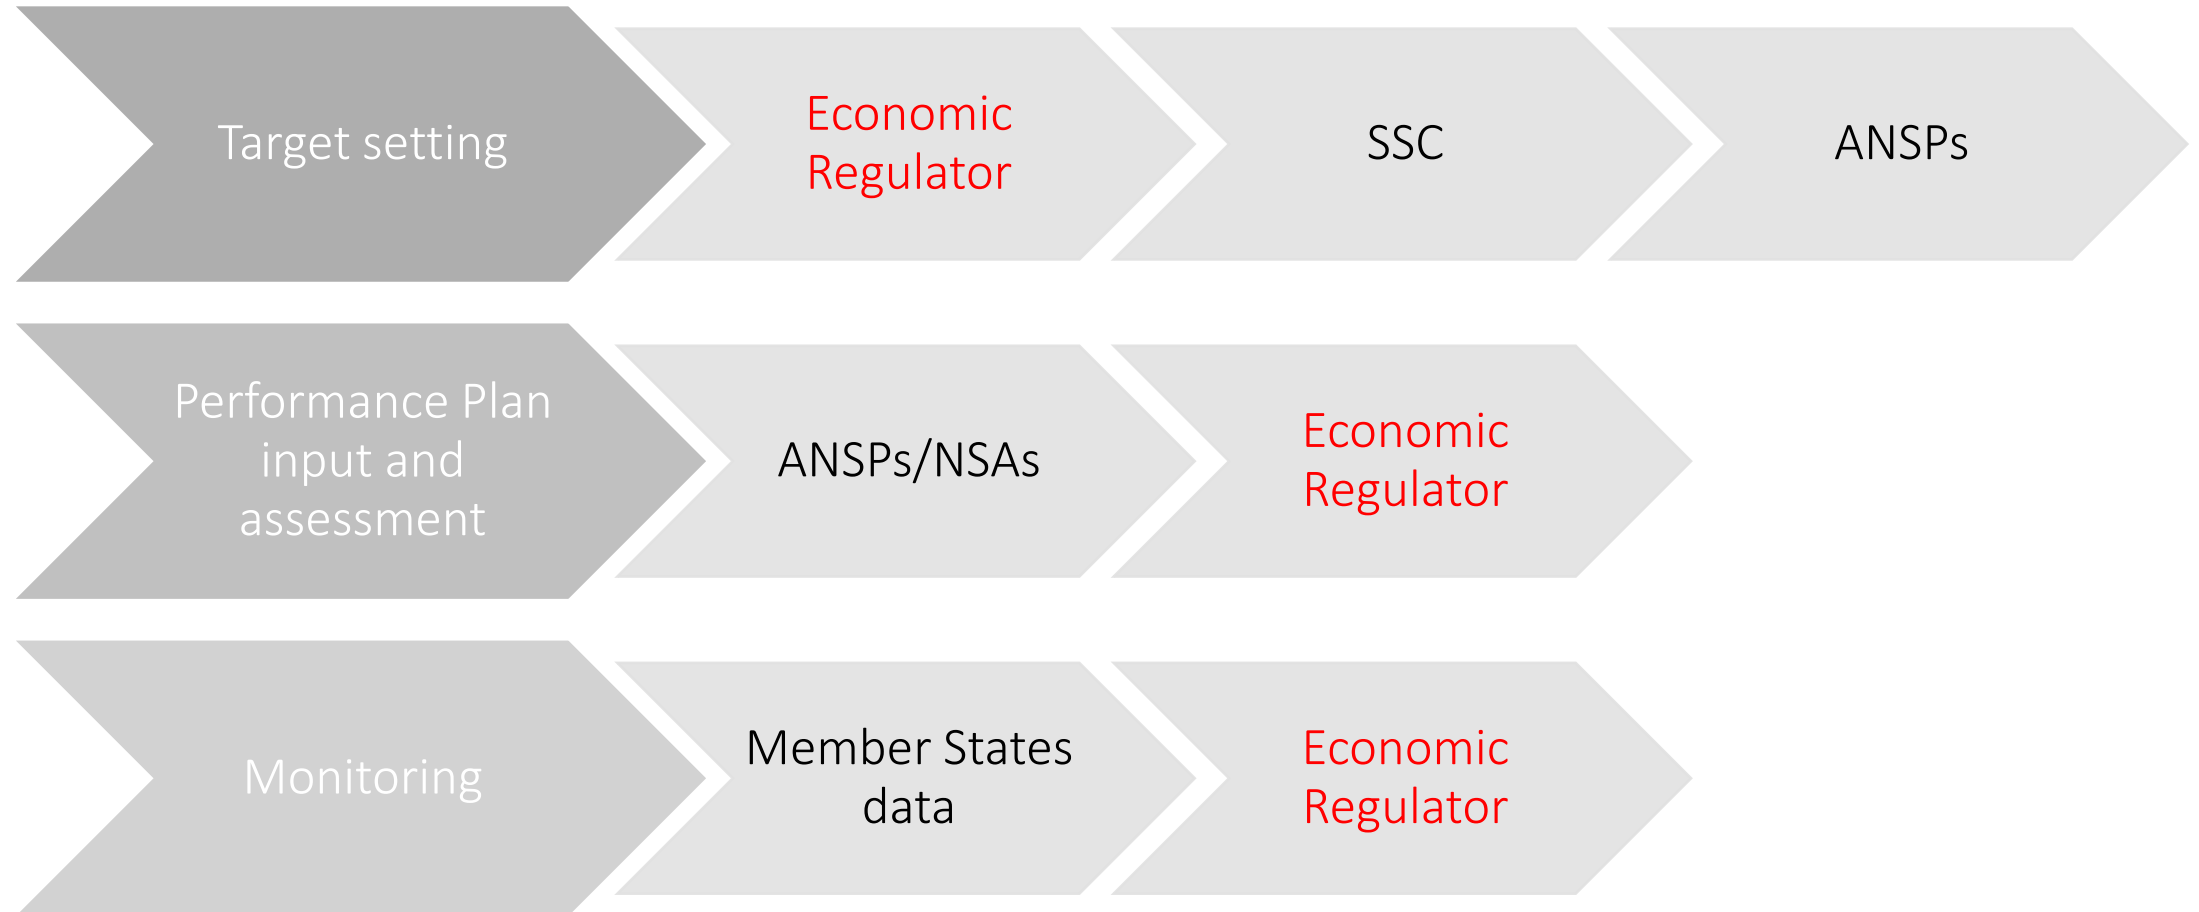 Target setting
Economic
Regulator
SSC
ANSPs
Performance Plan
input and
assessment
ANSPs/NSAs
Economic
Regulator
Monitoring
Member States
data
Economic
Regulator